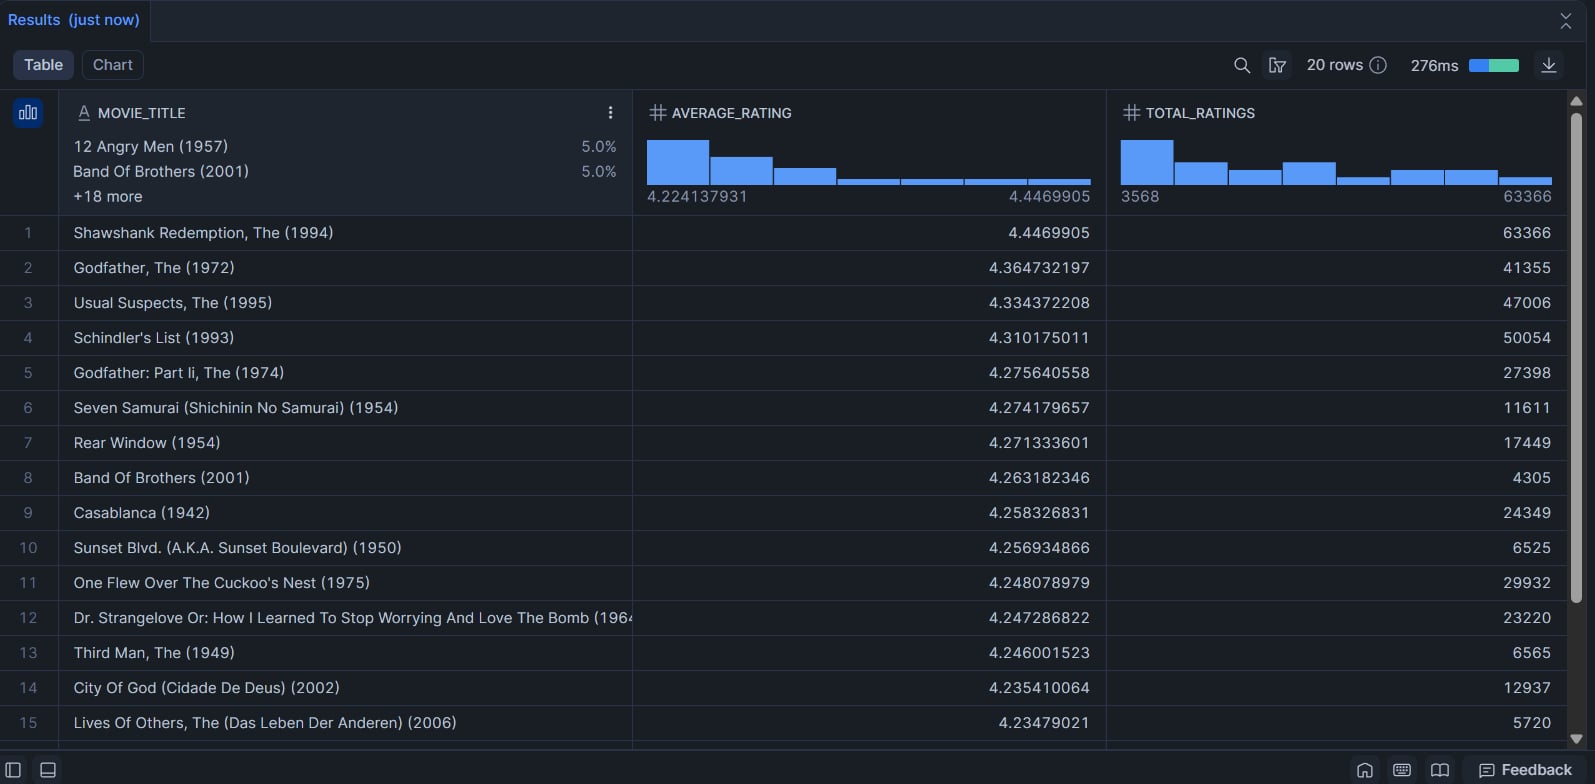 Results (just now)
Table Chart 20 rows 276ms
MOVIE_TITLE AVERAGE_RATING TOTAL_RATINGS
12 Angry Men (1957) 5.0%
Band Of Brothers (2001) 5.0%
+18 more 4.224137931 4.4469905 3568 63366
1 Shawshank Redemption, The (1994) 4.4469905 63366
2 Godfather, The (1972) 4.364732197 41355
3 Usual Suspects, The (1995) 4.334372208 47006
4 Schindler's List (1993) 4.310175011 50054
5 Godfather: Part Ii, The (1974) 4.275640558 27398
6 Seven Samurai (Shichinin No Samurai) (1954) 4.274179657 11611
7 Rear Window (1954) 4.271333601 17449
8 Band Of Brothers (2001) 4.263182346 4305
9 Casablanca (1942) 4.258326831 24349
10 Sunset Blvd. (A.K.A. Sunset Boulevard) (1950) 4.256934866 6525
11 One Flew Over The Cuckoo's Nest (1975) 4.248078979 29932
12 Dr. Strangelove Or: How I Learned To Stop Worrying And Love The Bomb (1964 4.247286822 23220
13 Third Man, The (1949) 4.246001523 6565
14 City Of God (Cidade De Deus) (2002) 4.235410064 12937
15 Lives Of Others, The (Das Leben Der Anderen) (2006) 4.23479021 5720
Feedback